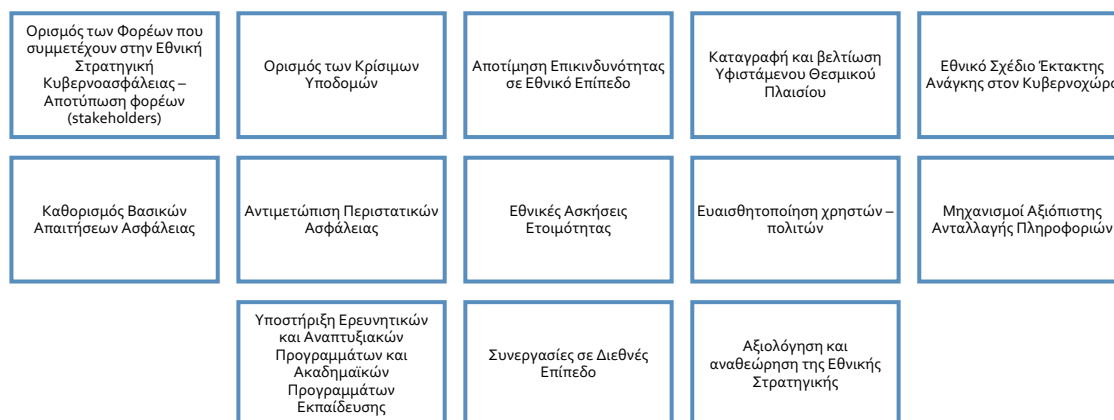 Ορισμός των Φορέων που
συμμετέχουν στην Εθνική
Στρατηγική
Κυβερνοασφάλειας –
Αποτύπωση φορέων
(stakeholders)
Ορισμός των Κρίσιμων
Υποδομών
Αποτίμηση Επικινδυνότητας
σε Εθνικό Επίπεδο
Καταγραφή και βελτίωση
Υφιστάμενου Θεσμικού
Πλαισίου
Εθνικό Σχέδιο Έκτακτης
Ανάγκης στον Κυβερνοχώρο
Καθορισμός Βασικών
Απαιτήσεων Ασφάλειας
Αντιμετώπιση Περιστατικών
Ασφάλειας
Εθνικές Ασκήσεις
Ετοιμότητας
Ευαισθητοποίηση χρηστών –
πολιτών
Μηχανισμοί Αξιόπιστης
Ανταλλαγής Πληροφοριών
Υποστήριξη Ερευνητικών
και Αναπτυξιακών
Προγραμμάτων και
Ακαδημαϊκών
Προγραμμάτων
Εκπαίδευσης
Συνεργασίες σε Διεθνές
Επίπεδο
Αξιολόγηση και
αναθεώρηση της Εθνικής
Στρατηγικής